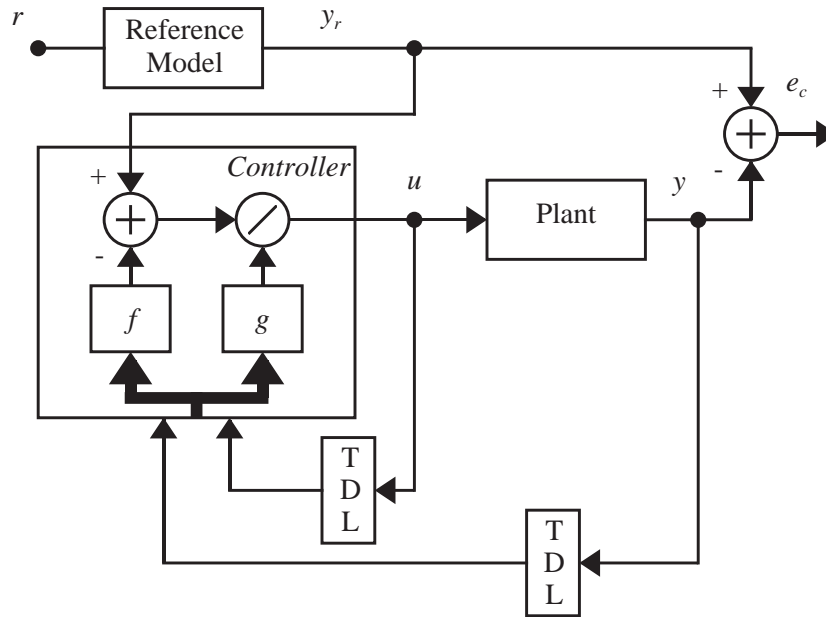 r
Reference
Model
y_r
+
e_c
-
+
Controller
u
y
Plant
-
f
g
T
D
L
T
D
L